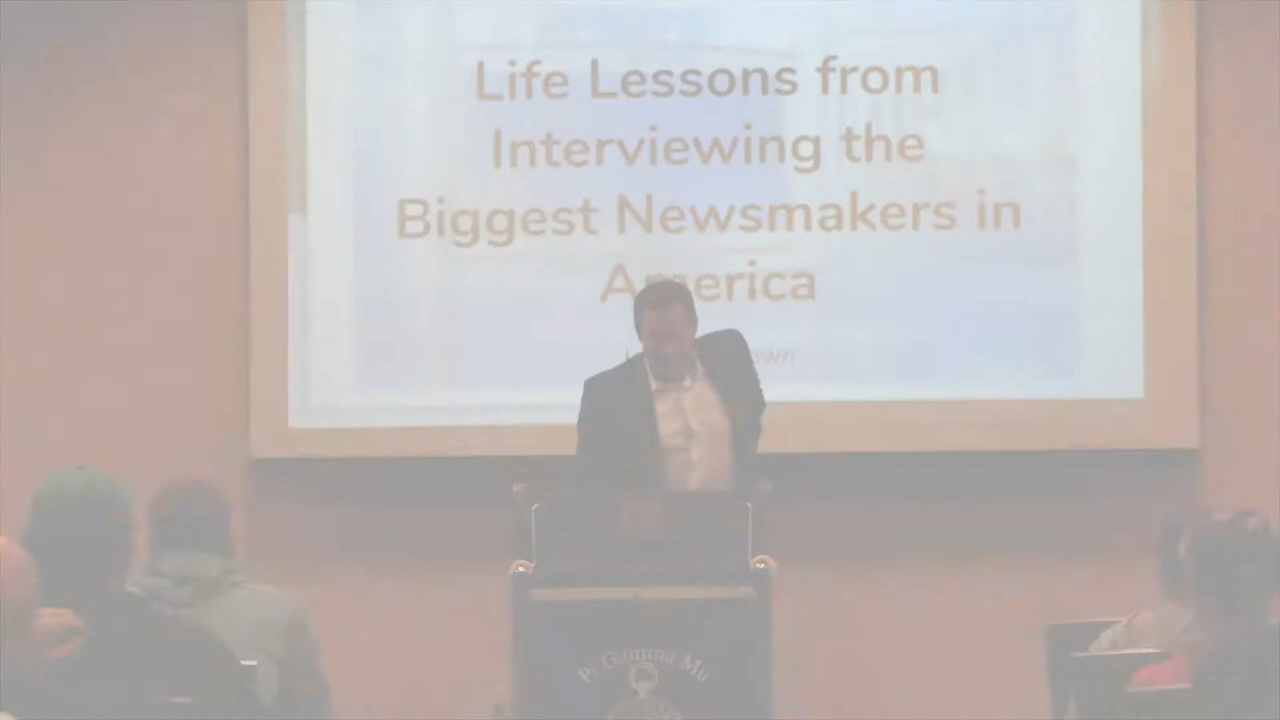 Life Lessons from
Interviewing the
Biggest Newsmakers in
America
Pi Gamma Mu